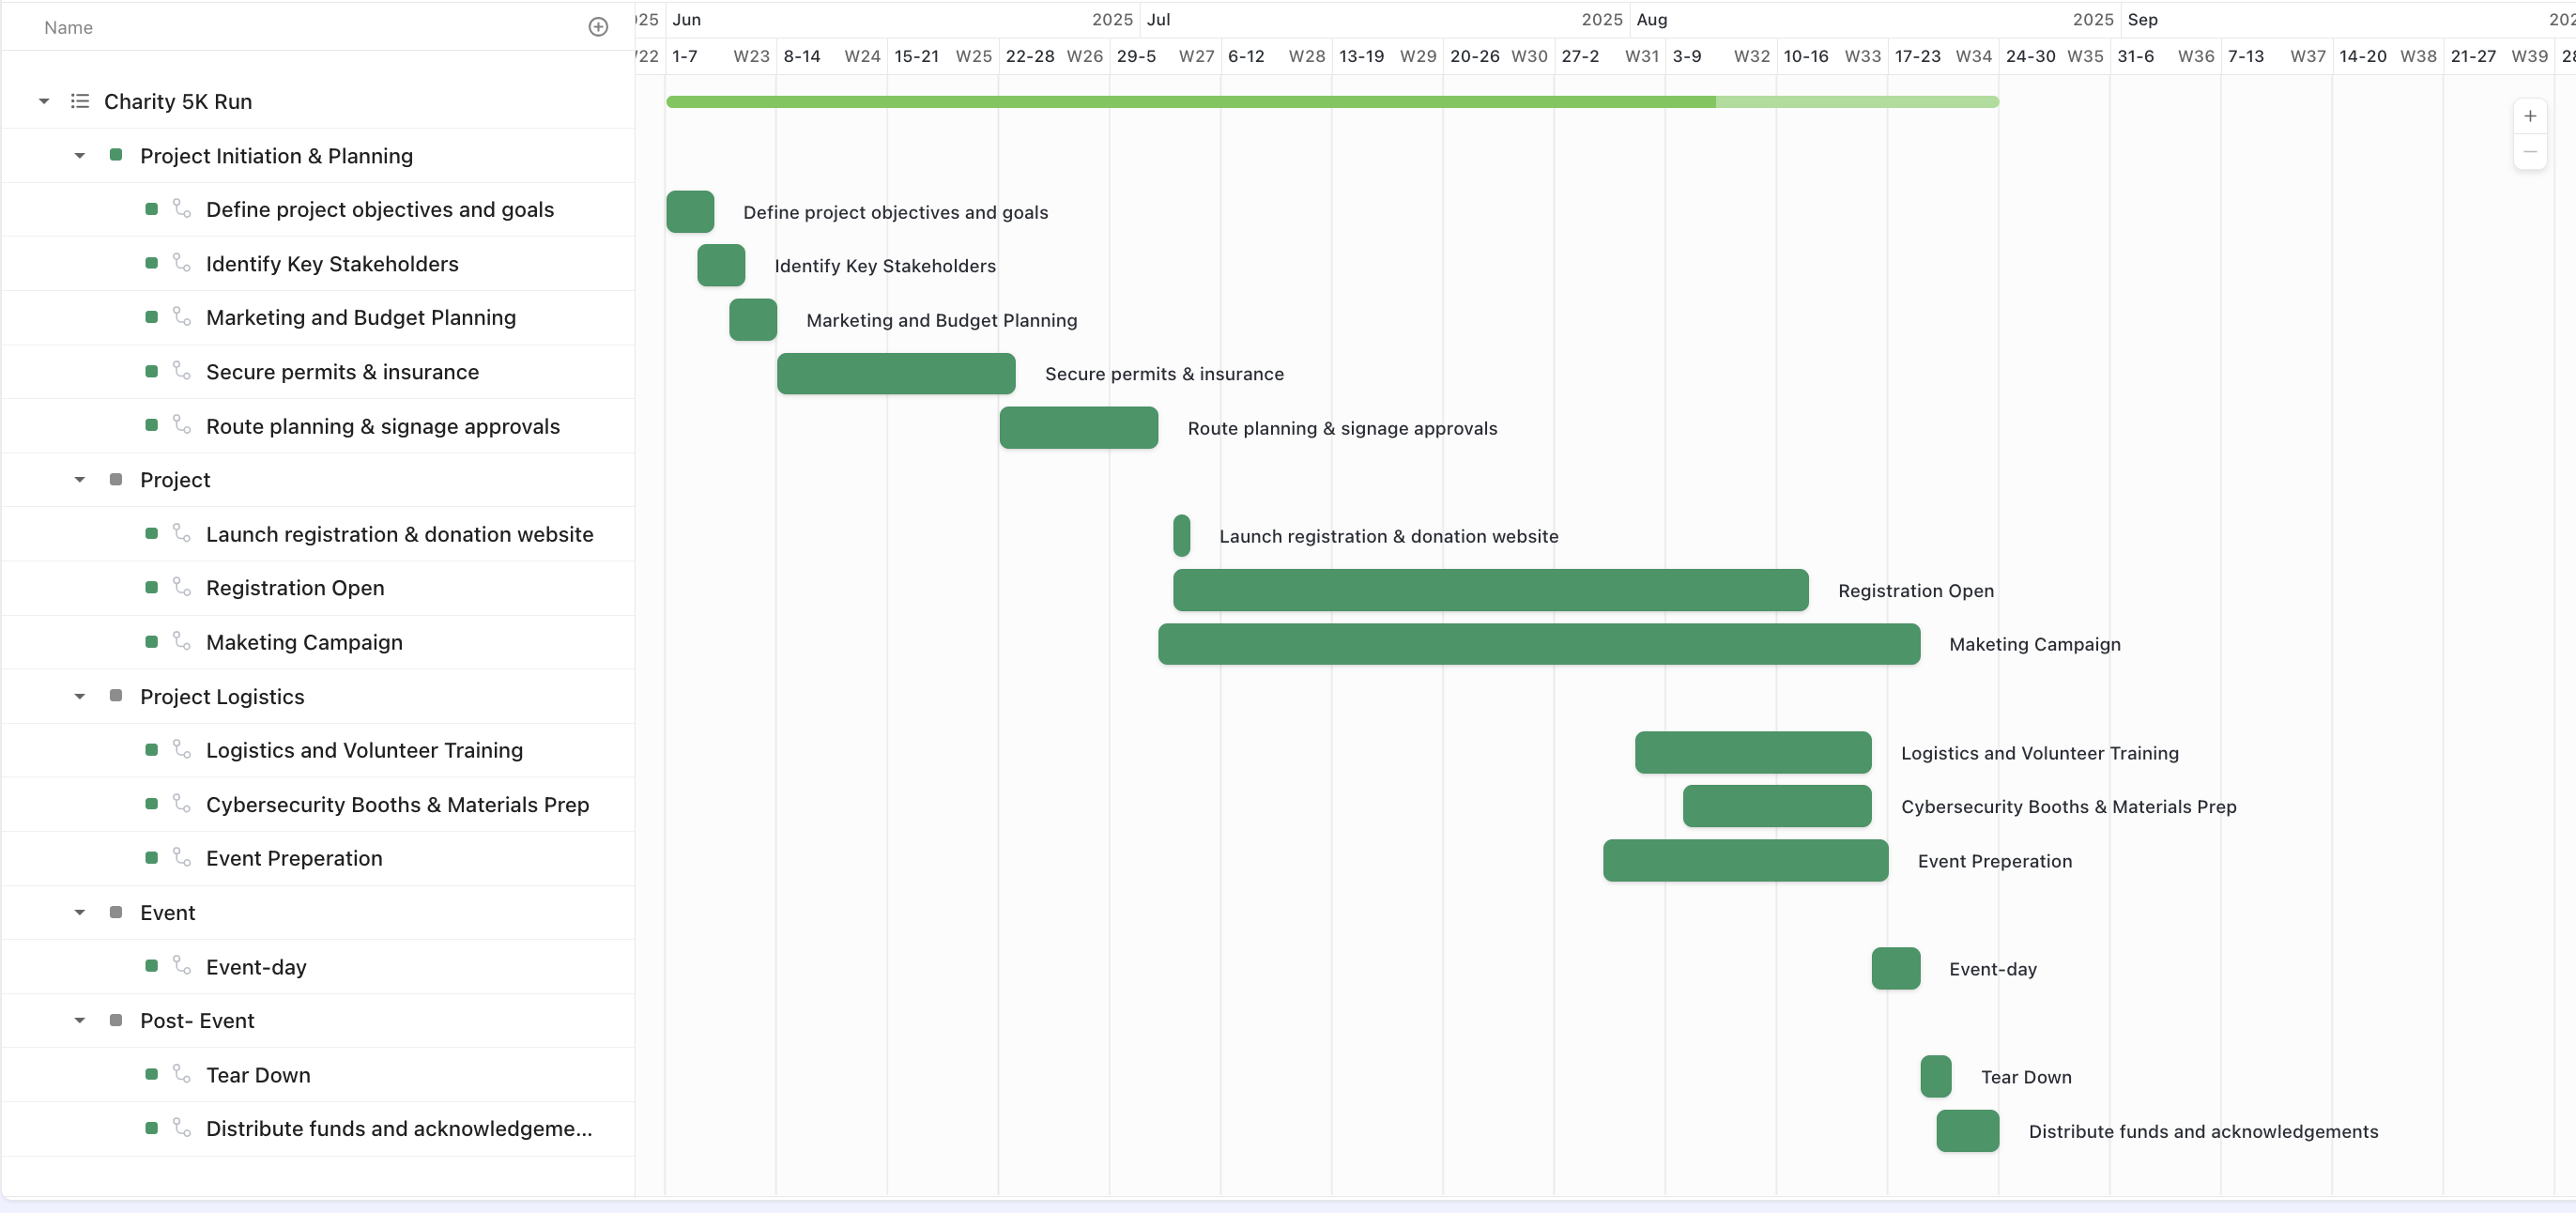 Name
025 Jun 2025 Jul 2025 Aug 2025 Sep 202
/22 1-7 W23 8-14 W24 15-21 W25 22-28 W26 29-5 W27 6-12 W28 13-19 W29 20-26 W30 27-2 W31 3-9 W32 10-16 W33 17-23 W34 24-30 W35 31-6 W36 7-13 W37 14-20 W38 21-27 W39 28
Charity 5K Run
Project Initiation & Planning
Define project objectives and goals Define project objectives and goals
Identify Key Stakeholders Identify Key Stakeholders
Marketing and Budget Planning Marketing and Budget Planning
Secure permits & insurance Secure permits & insurance
Route planning & signage approvals Route planning & signage approvals
Project
Launch registration & donation website Launch registration & donation website
Registration Open Registration Open
Maketing Campaign Maketing Campaign
Project Logistics
Logistics and Volunteer Training Logistics and Volunteer Training
Cybersecurity Booths & Materials Prep Cybersecurity Booths & Materials Prep
Event Preperation Event Preperation
Event
Event-day Event-day
Post- Event
Tear Down Tear Down
Distribute funds and acknowledgeme... Distribute funds and acknowledgements